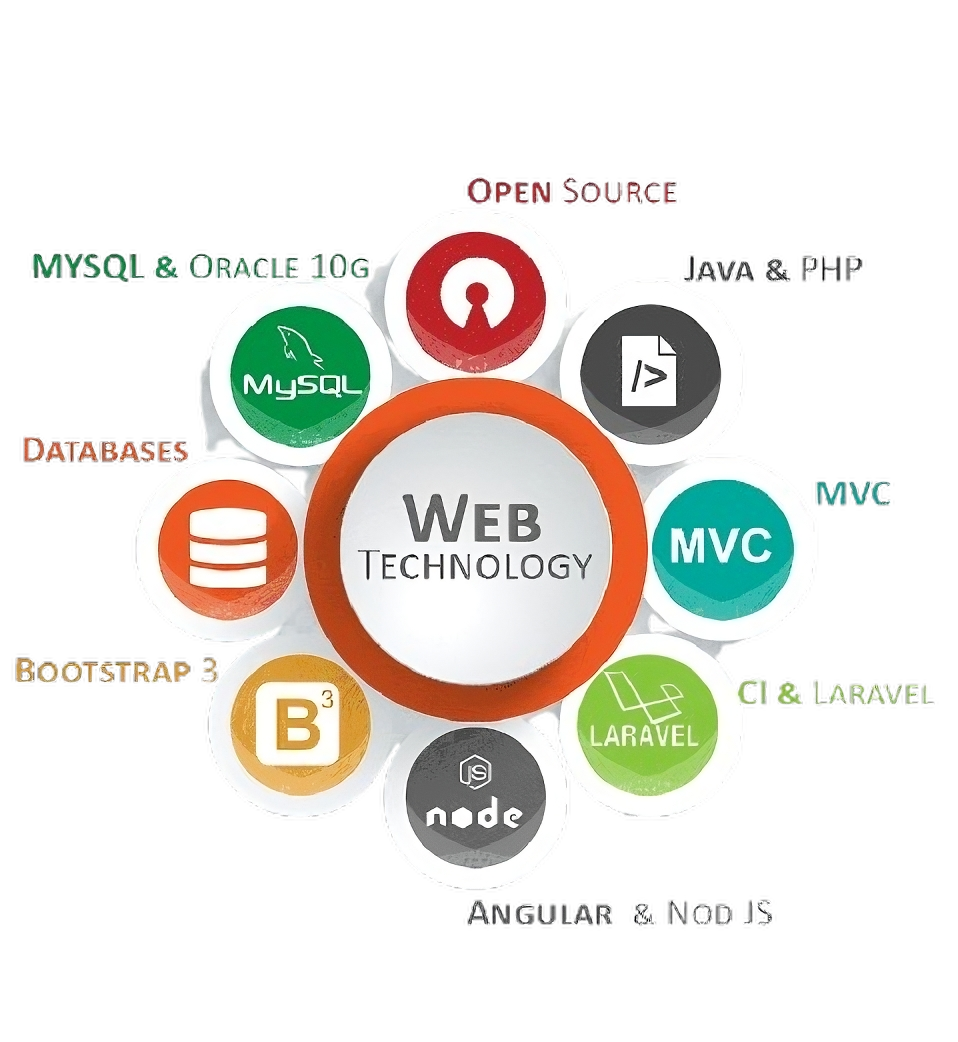 OPEN SOURCE
MYSQL & ORACLE 10G
JAVA & PHP
MySQL
/>
DATABASES
MVC
WEB
TECHNOLOGY
MVC
BOOTSTRAP 3
CI & LARAVEL
B3
LARAVEL
JS
node
ANGULAR & NOD JS